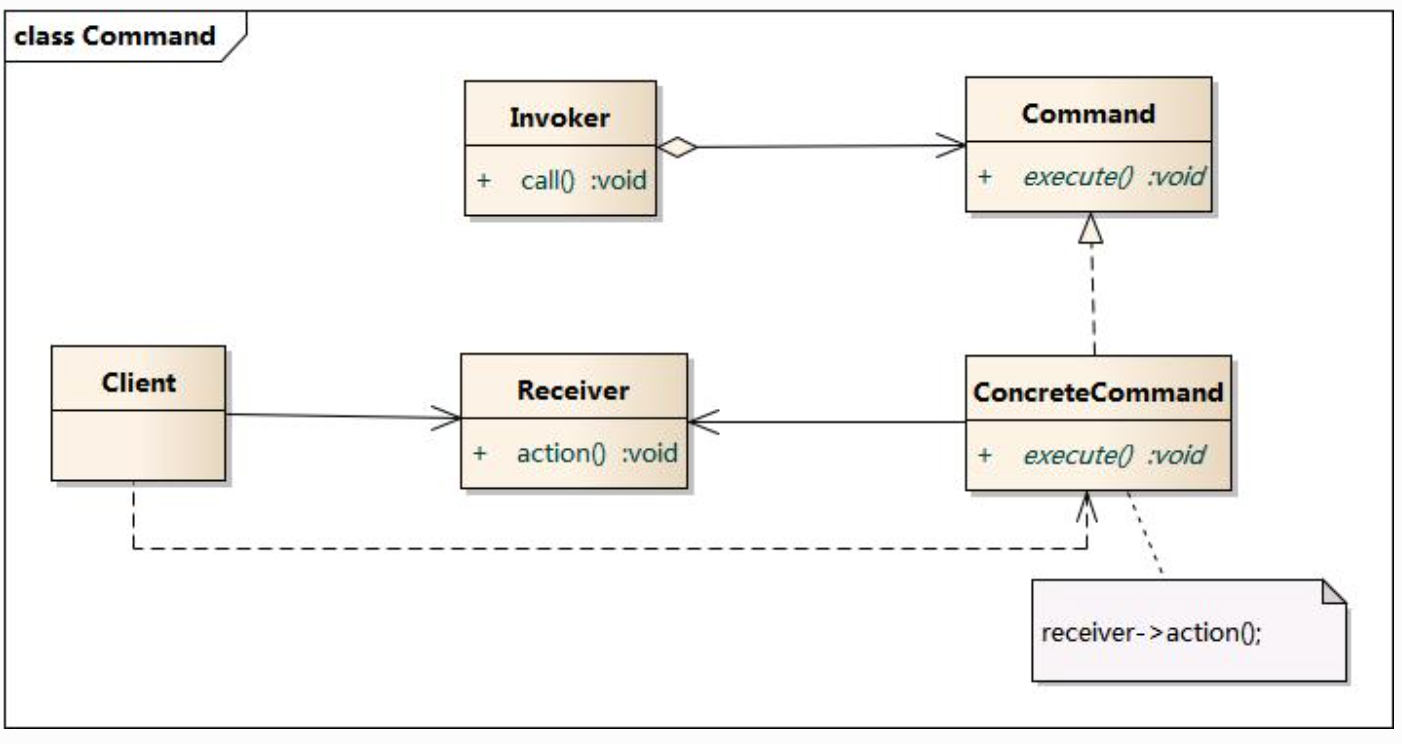 class Command
Invoker
+ call() :void
Command
+ execute() :void
Client
Receiver
+ action() :void
ConcreteCommand
+ execute() :void
receiver->action();